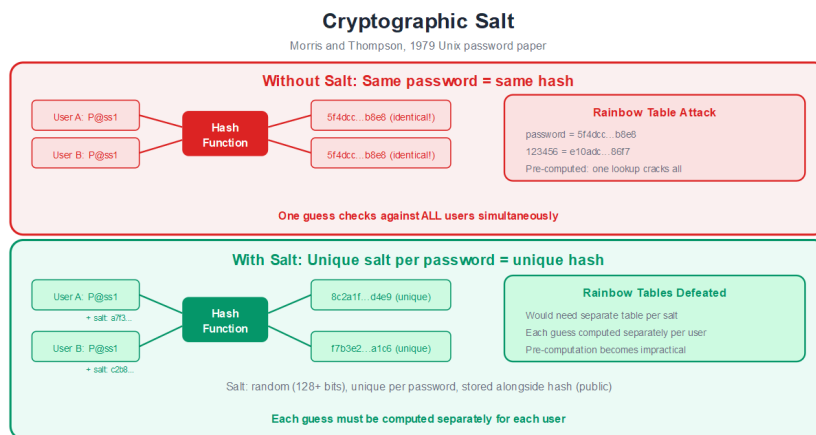 Cryptographic Salt
Morris and Thompson, 1979 Unix password paper
Without Salt: Same password = same hash
User A: P@ss1
User B: P@ss1
Hash
Function
5f4dcc...b8e8 (identical!)
5f4dcc...b8e8 (identical!)
Rainbow Table Attack
password = 5f4dcc...b8e8
123456 = e10adc...86f7
Pre-computed: one lookup cracks all
One guess checks against ALL users simultaneously
With Salt: Unique salt per password = unique hash
User A: P@ss1
+ salt: a7f3...
User B: P@ss1
+ salt: c2b8...
Hash
Function
8c2a1f...d4e9 (unique)
f7b3e2...a1c6 (unique)
Rainbow Tables Defeated
Would need separate table per salt
Each guess computed separately per user
Pre-computation becomes impractical
Salt: random (128+ bits), unique per password, stored alongside hash (public)
Each guess must be computed separately for each user